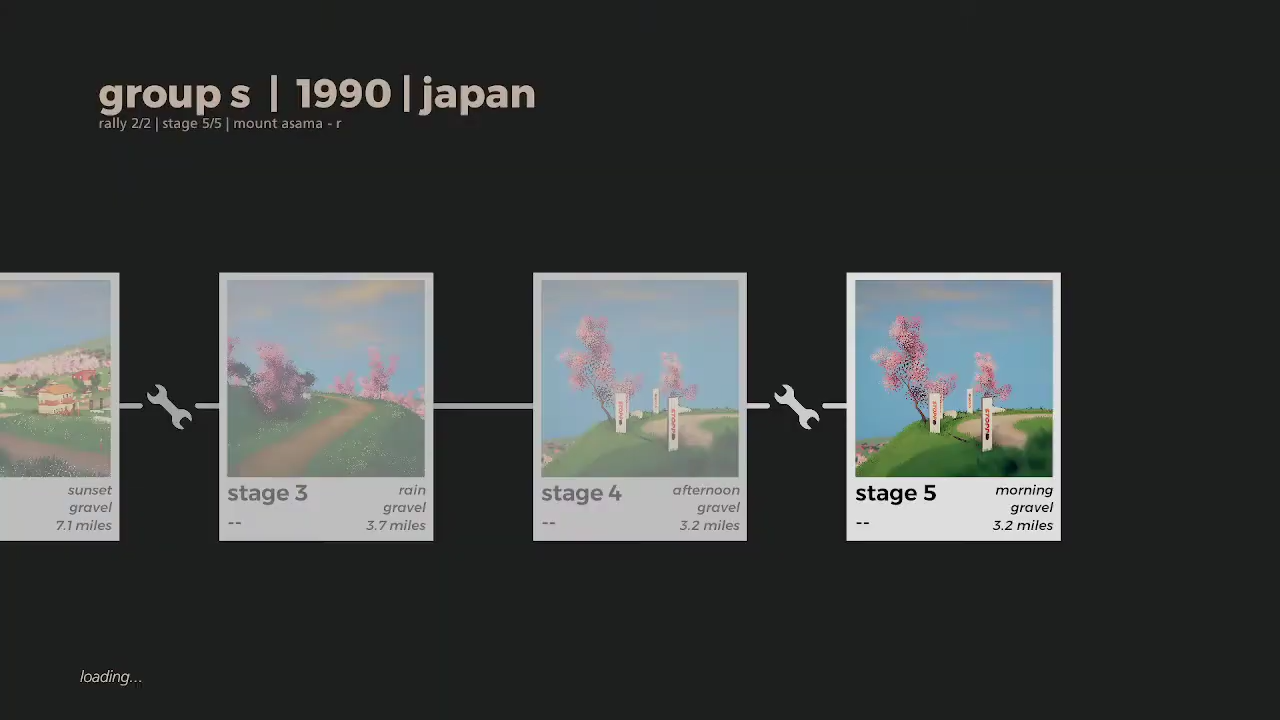 group s | 1990 | japan
rally 2/2 | stage 5/5 | mount asama - r
sunset
gravel
7.1 miles
stage 3
--
rain
gravel
3.7 miles
stage 4
--
afternoon
gravel
3.2 miles
stage 5
--
morning
gravel
3.2 miles
loading...